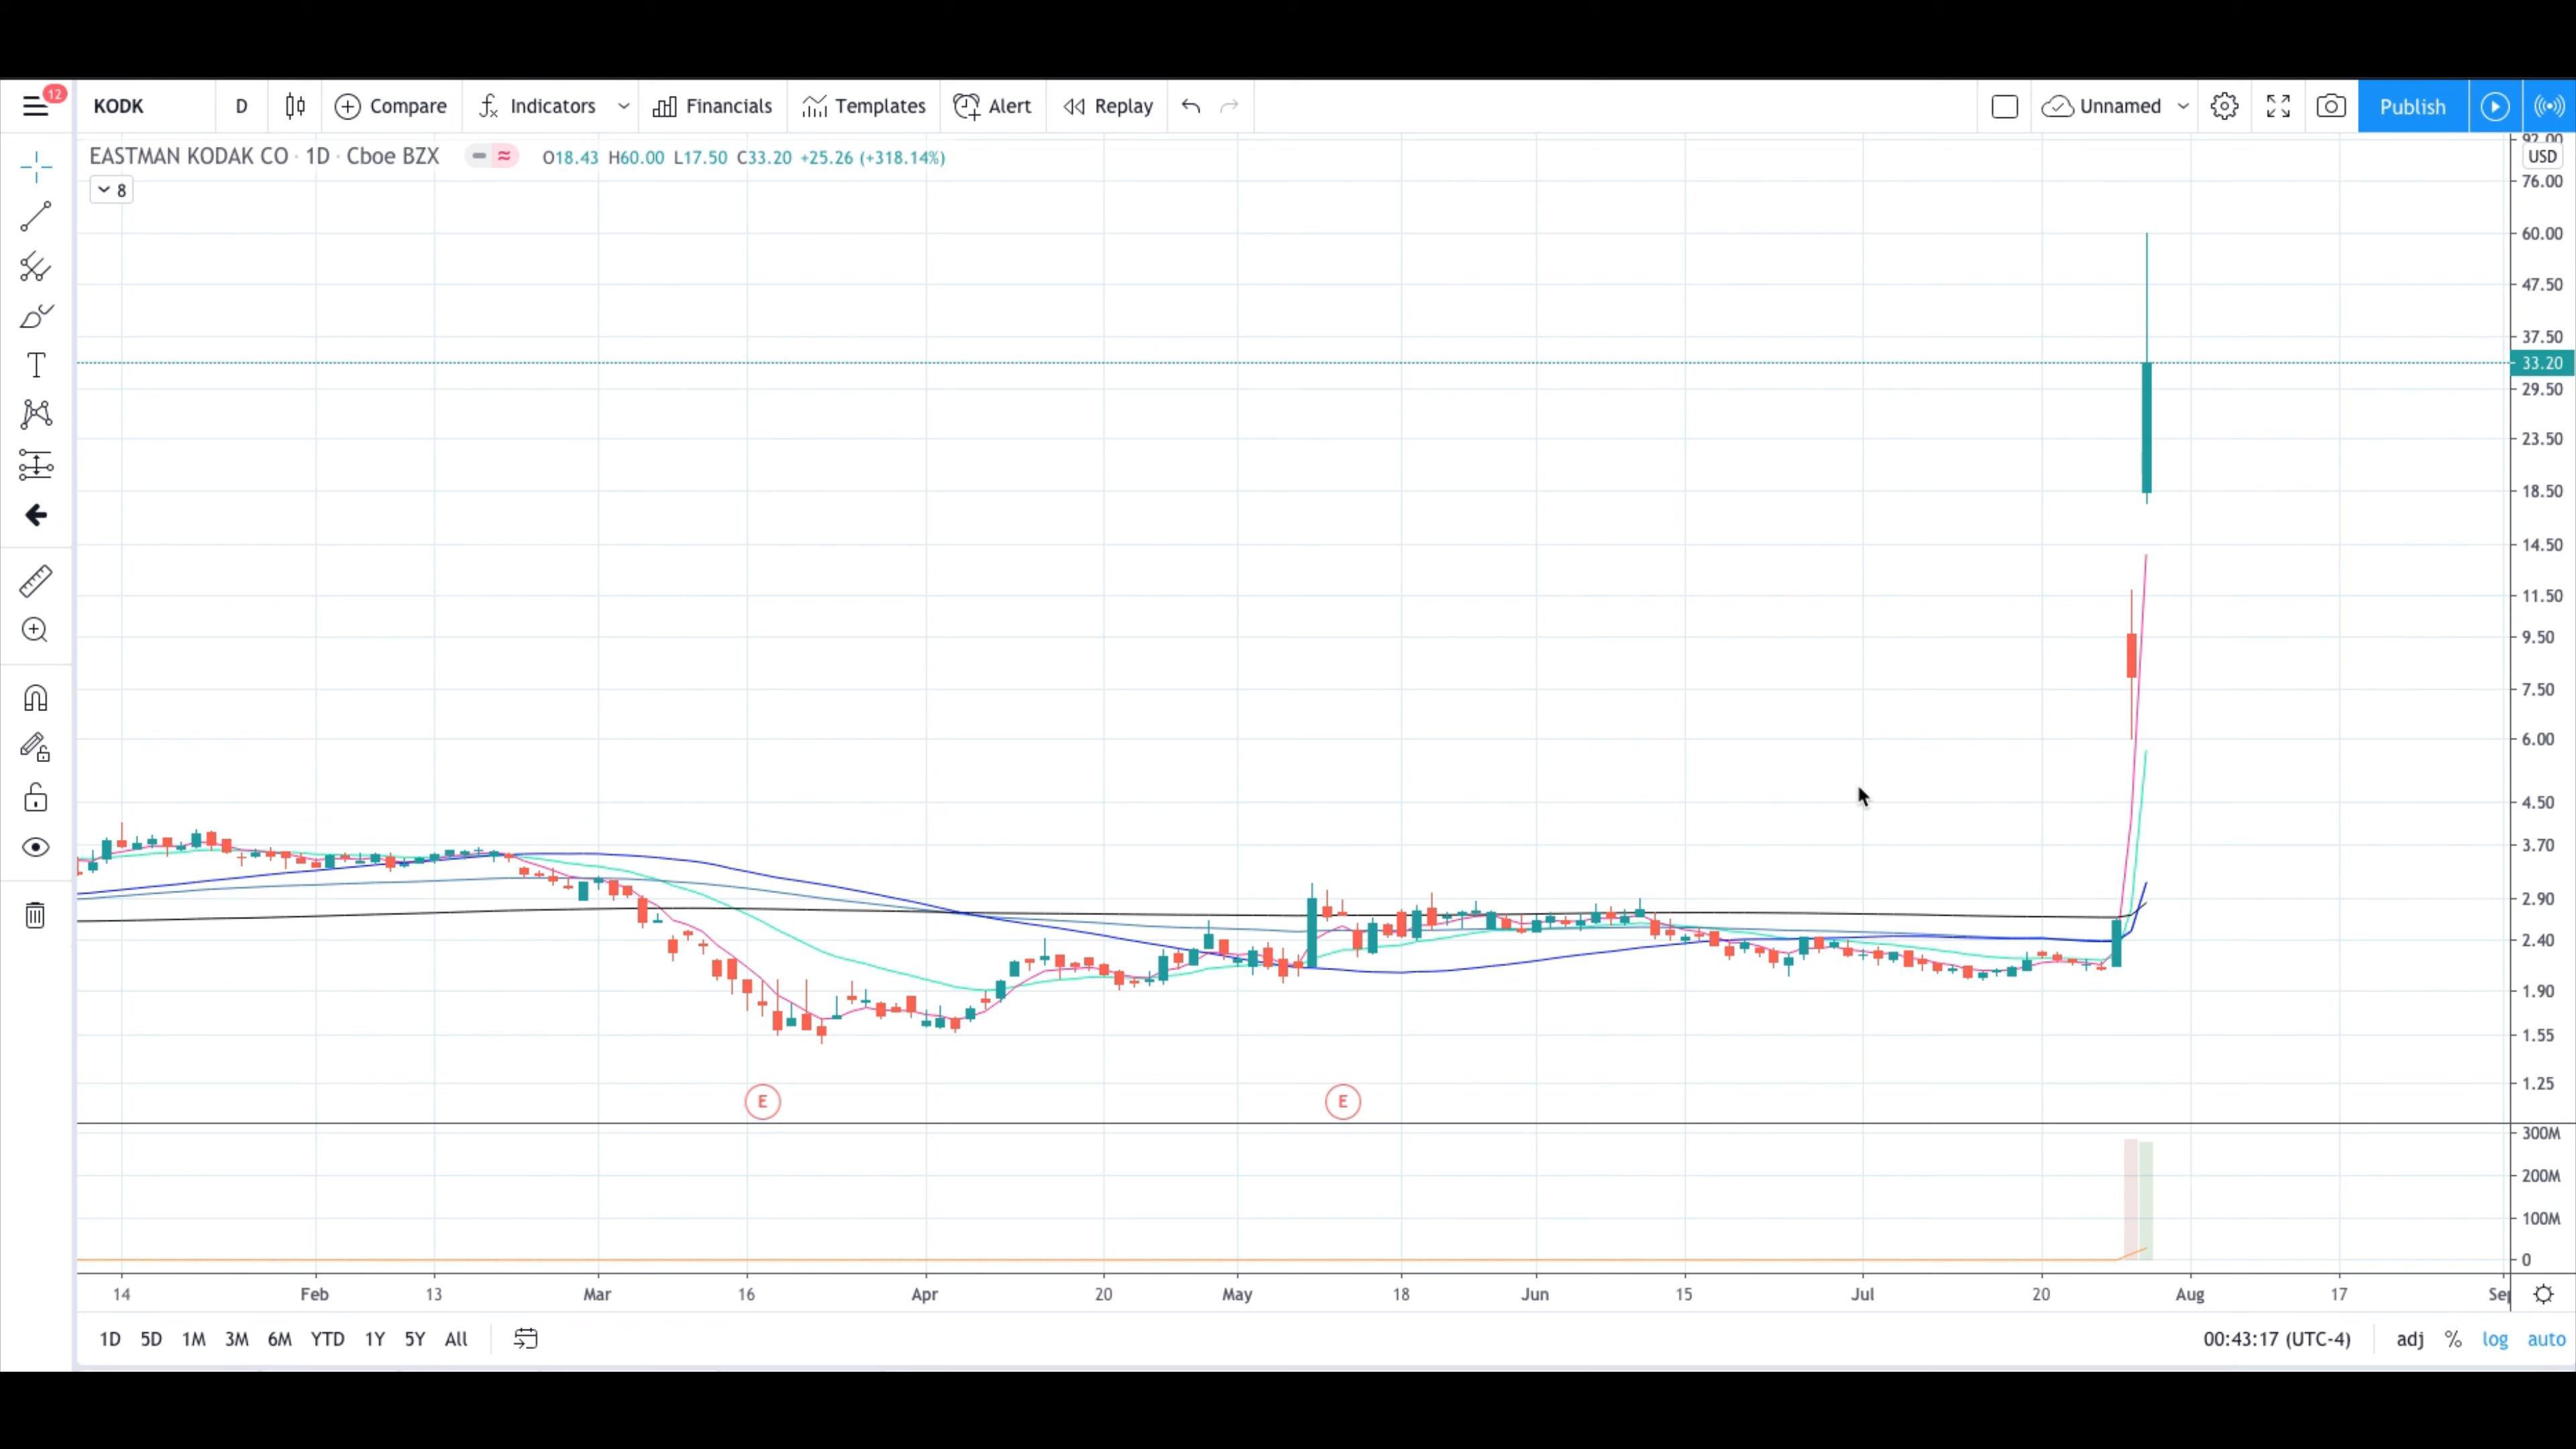 12
KODK D Compare Indicators Financials Templates Alert Replay Unnamed Publish
EASTMAN KODAK CO · 1D · Cboe BZX O18.43 H60.00 L17.50 C33.20 +25.26 (+318.14%)
8
92.00
USD
76.00
60.00
47.50
37.50
33.20
29.50
23.50
18.50
14.50
11.50
9.50
7.50
6.00
4.50
3.70
2.90
2.40
1.90
1.55
1.25
E E
300M
200M
100M
0
14 Feb 13 Mar 16 Apr 20 May 18 Jun 15 Jul 20 Aug 17 Sep
1D 5D 1M 3M 6M YTD 1Y 5Y All 00:43:17 (UTC-4) adj % log auto